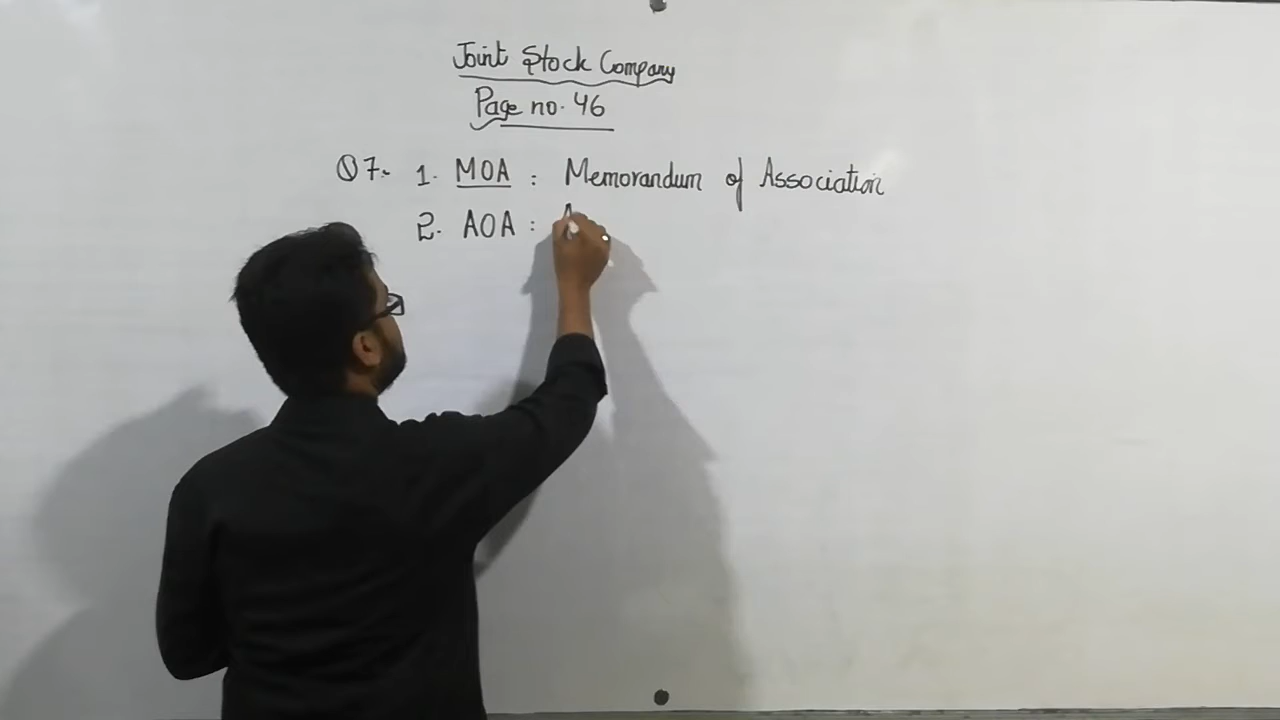 Joint Stock Company
Page no. 46
Q7. 1. MOA : Memorandum of Association
2. AOA : A